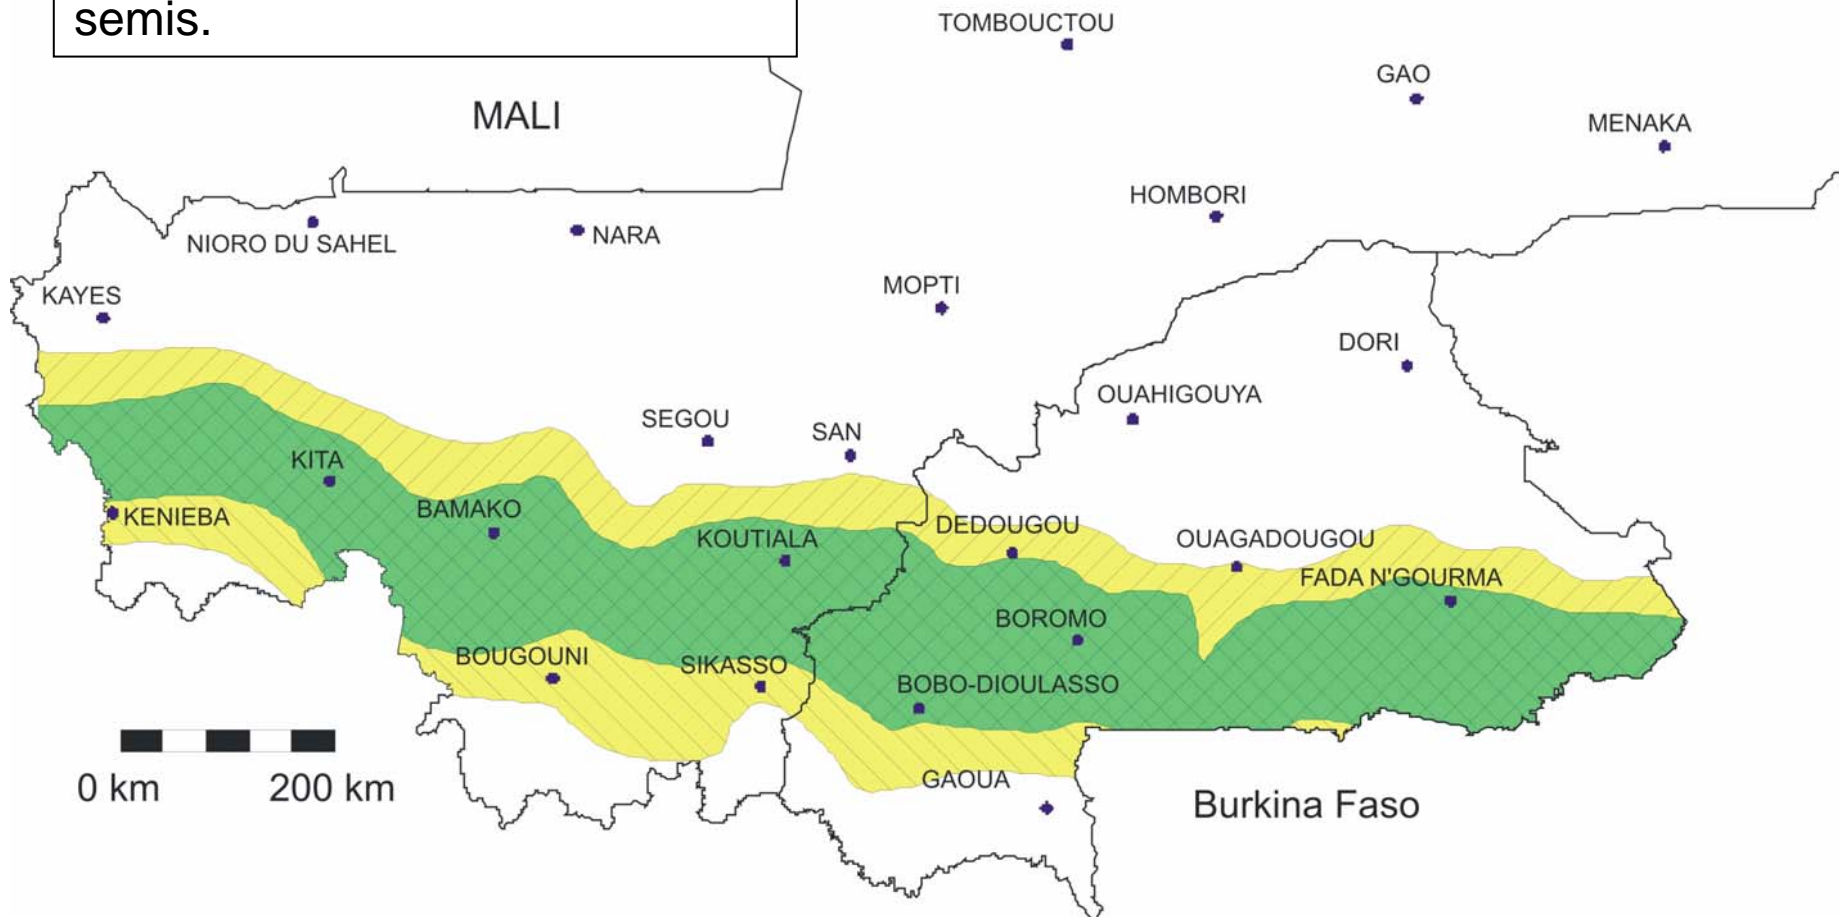 semis.
TOMBOUCTOU
GAO
MALI
MENAKA
HOMBORI
NIORO DU SAHEL
NARA
KAYES
MOPTI
DORI
OUAHIGOUYA
SEGOU
SAN
KITA
KENIEBA
BAMAKO
KOUTIALA
DEDOUGOU
OUAGADOUGOU
FADA N'GOURMA
BOROMO
BOUGOUNI
SIKASSO
BOBO-DIOULASSO
GAOUA
0 km 200 km
Burkina Faso